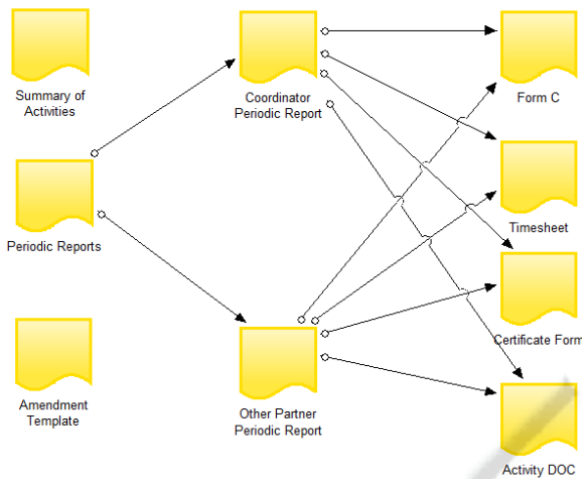 Summary of
Activities
Coordinator
Periodic Report
Form C
Timesheet
Periodic Reports
Certificate Form
Amendment
Template
Other Partner
Periodic Report
Activity DOC